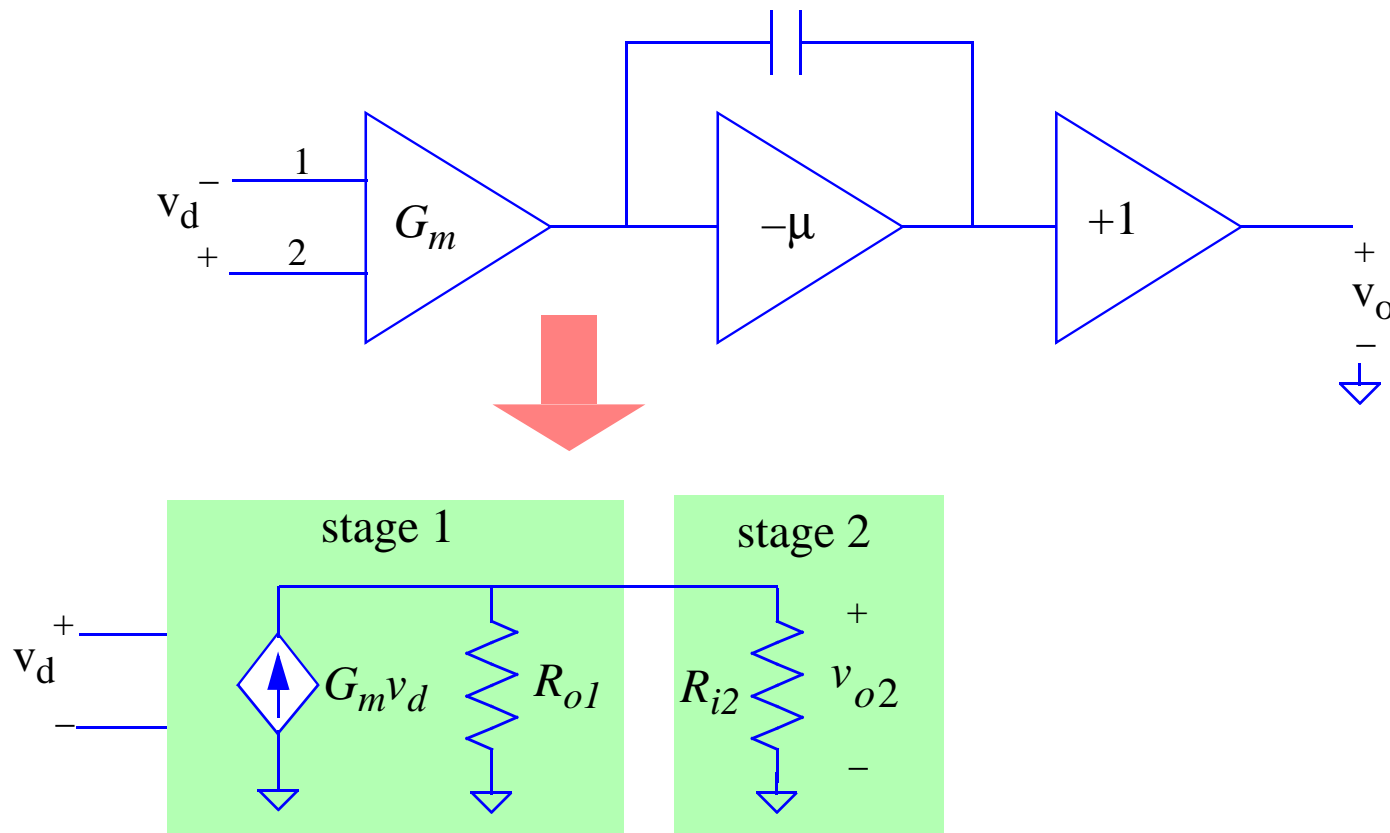 1
–
v_d
G_m
–μ
+1
+
2
+
v_o
–
stage 1
stage 2
+
+
v_d
G_m v_d
R_o1
R_i2
v_o2
–
–